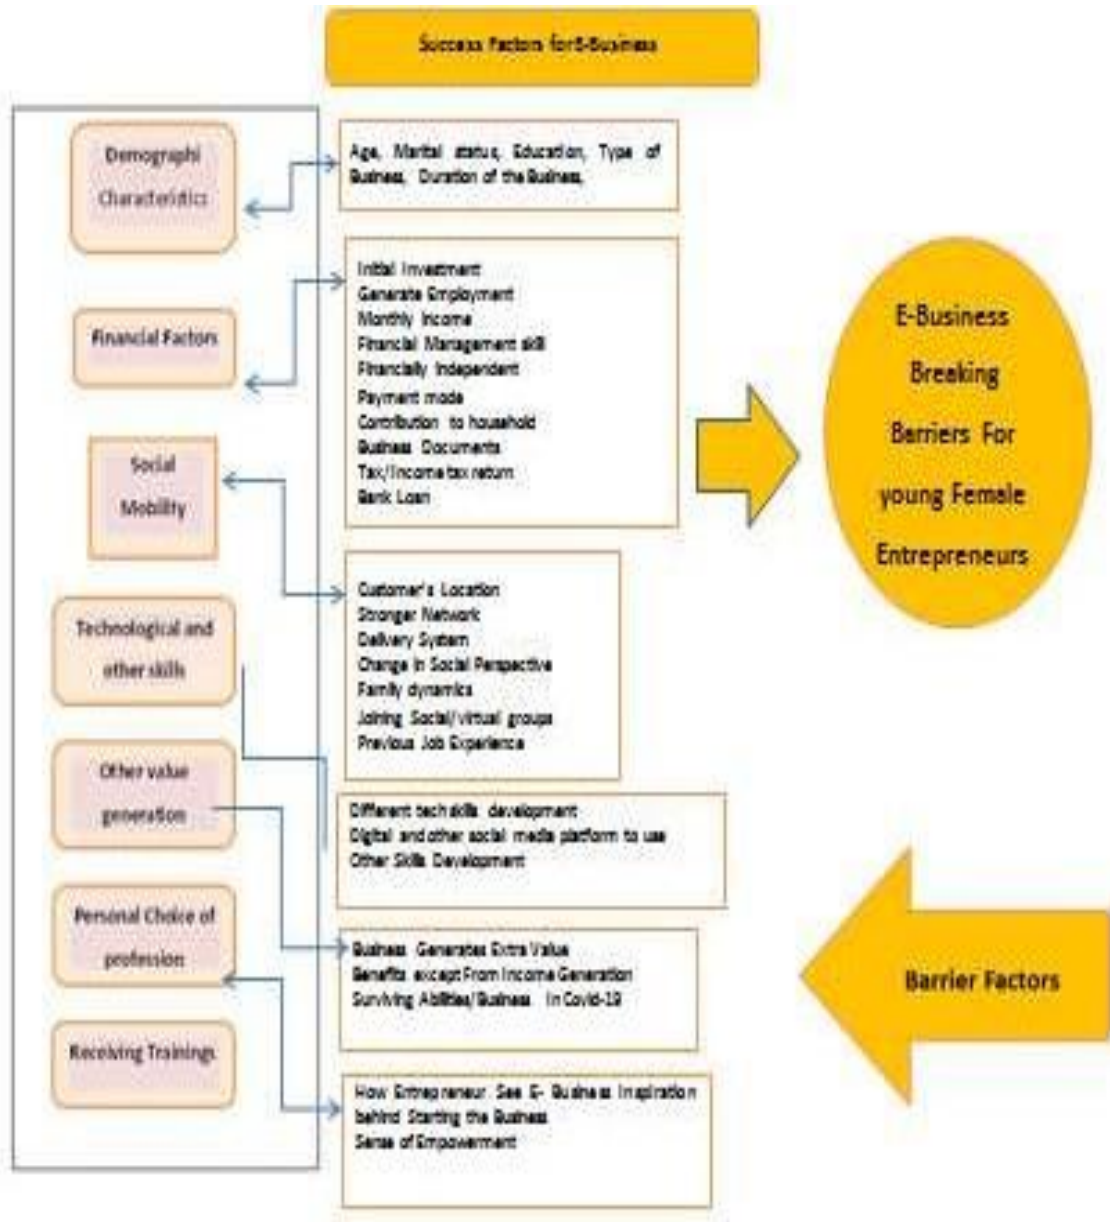 Success Factors for E-Business
Demographi
Characteristics
Age, Marital status, Education, Type of
Business, Duration of the Business,
Financial Factors
Initial Investment
Generate Employment
Monthly Income
Financial Management skill
Financially Independent
Payment mode
Contribution to household
Business Documents
Tax/Income tax return
Bank Loan
Social
Mobility
Customer's Location
Stronger Network
Delivery System
Change in Social Perspective
Family dynamics
Joining Social/virtual groups
Previous Job Experience
Technological and
other skills
Different tech skills development
Digital and other social media platform to use
Other Skills Development
Other value
generation
Business Generates Extra Value
Benefits except From Income Generation
Surviving Abilities/Business In Covid-19
Personal Choice of
profession
How Entrepreneur See E- Business Inspiration
behind Starting the Business
Sense of Empowerment
Receiving Trainings
E-Business
Breaking
Barriers For
young Female
Entrepreneurs
Barrier Factors